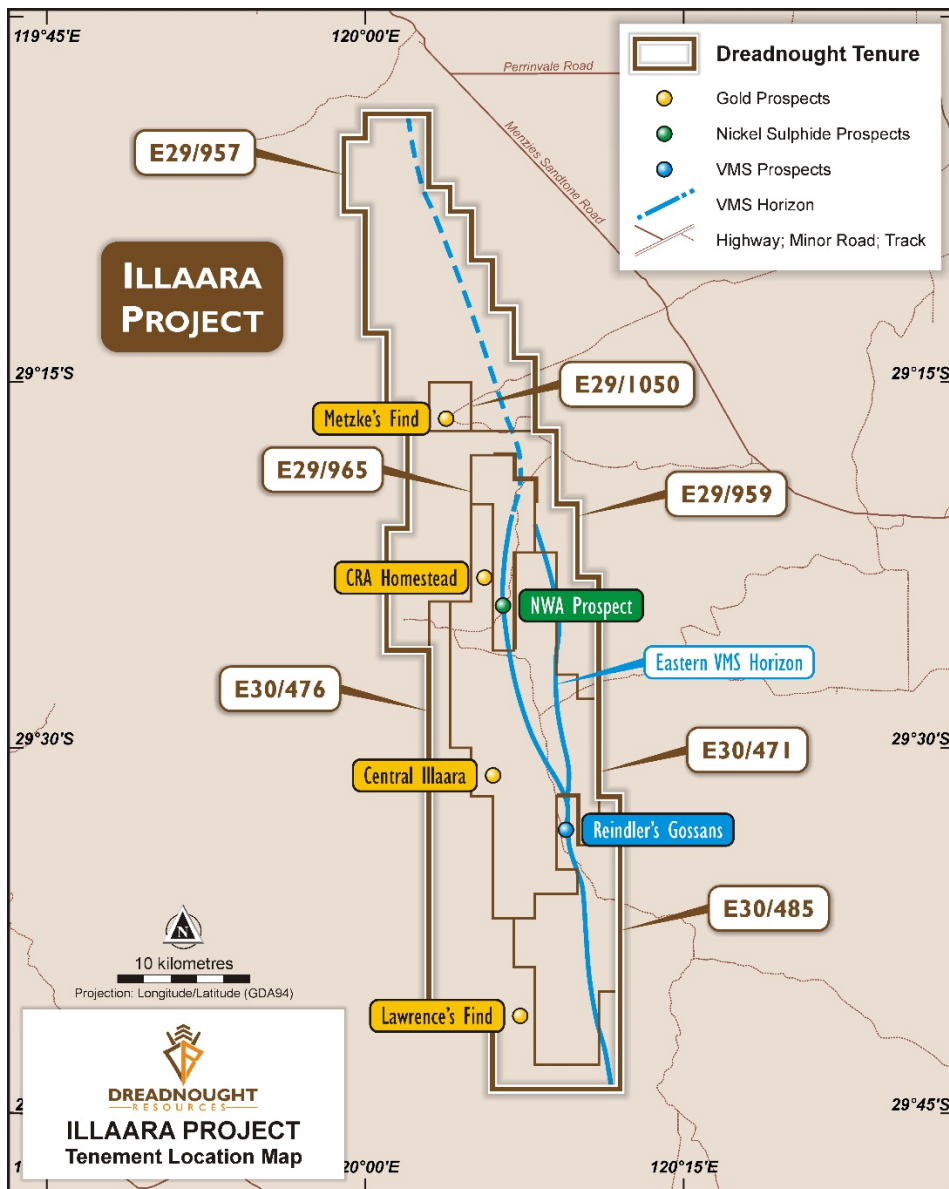 119°45'E
120°00'E
120°15'E
Perrinvale Road
Menzies Sandtone Road
Dreadnought Tenure
Gold Prospects
Nickel Sulphide Prospects
VMS Prospects
VMS Horizon
Highway; Minor Road; Track
E29/957
ILLAARA
PROJECT
29°15'S
29°15'S
E29/1050
Metzke's Find
E29/965
E29/959
CRA Homestead
NWA Prospect
Eastern VMS Horizon
E30/476
29°30'S
29°30'S
E30/471
Central Illaara
Reindler's Gossans
E30/485
N
10 kilometres
Projection: Longitude/Latitude (GDA94)
Lawrence's Find
DREADNOUGHT
RESOURCES
ILLAARA PROJECT
Tenement Location Map
29°45'S
120°00'E
120°15'E